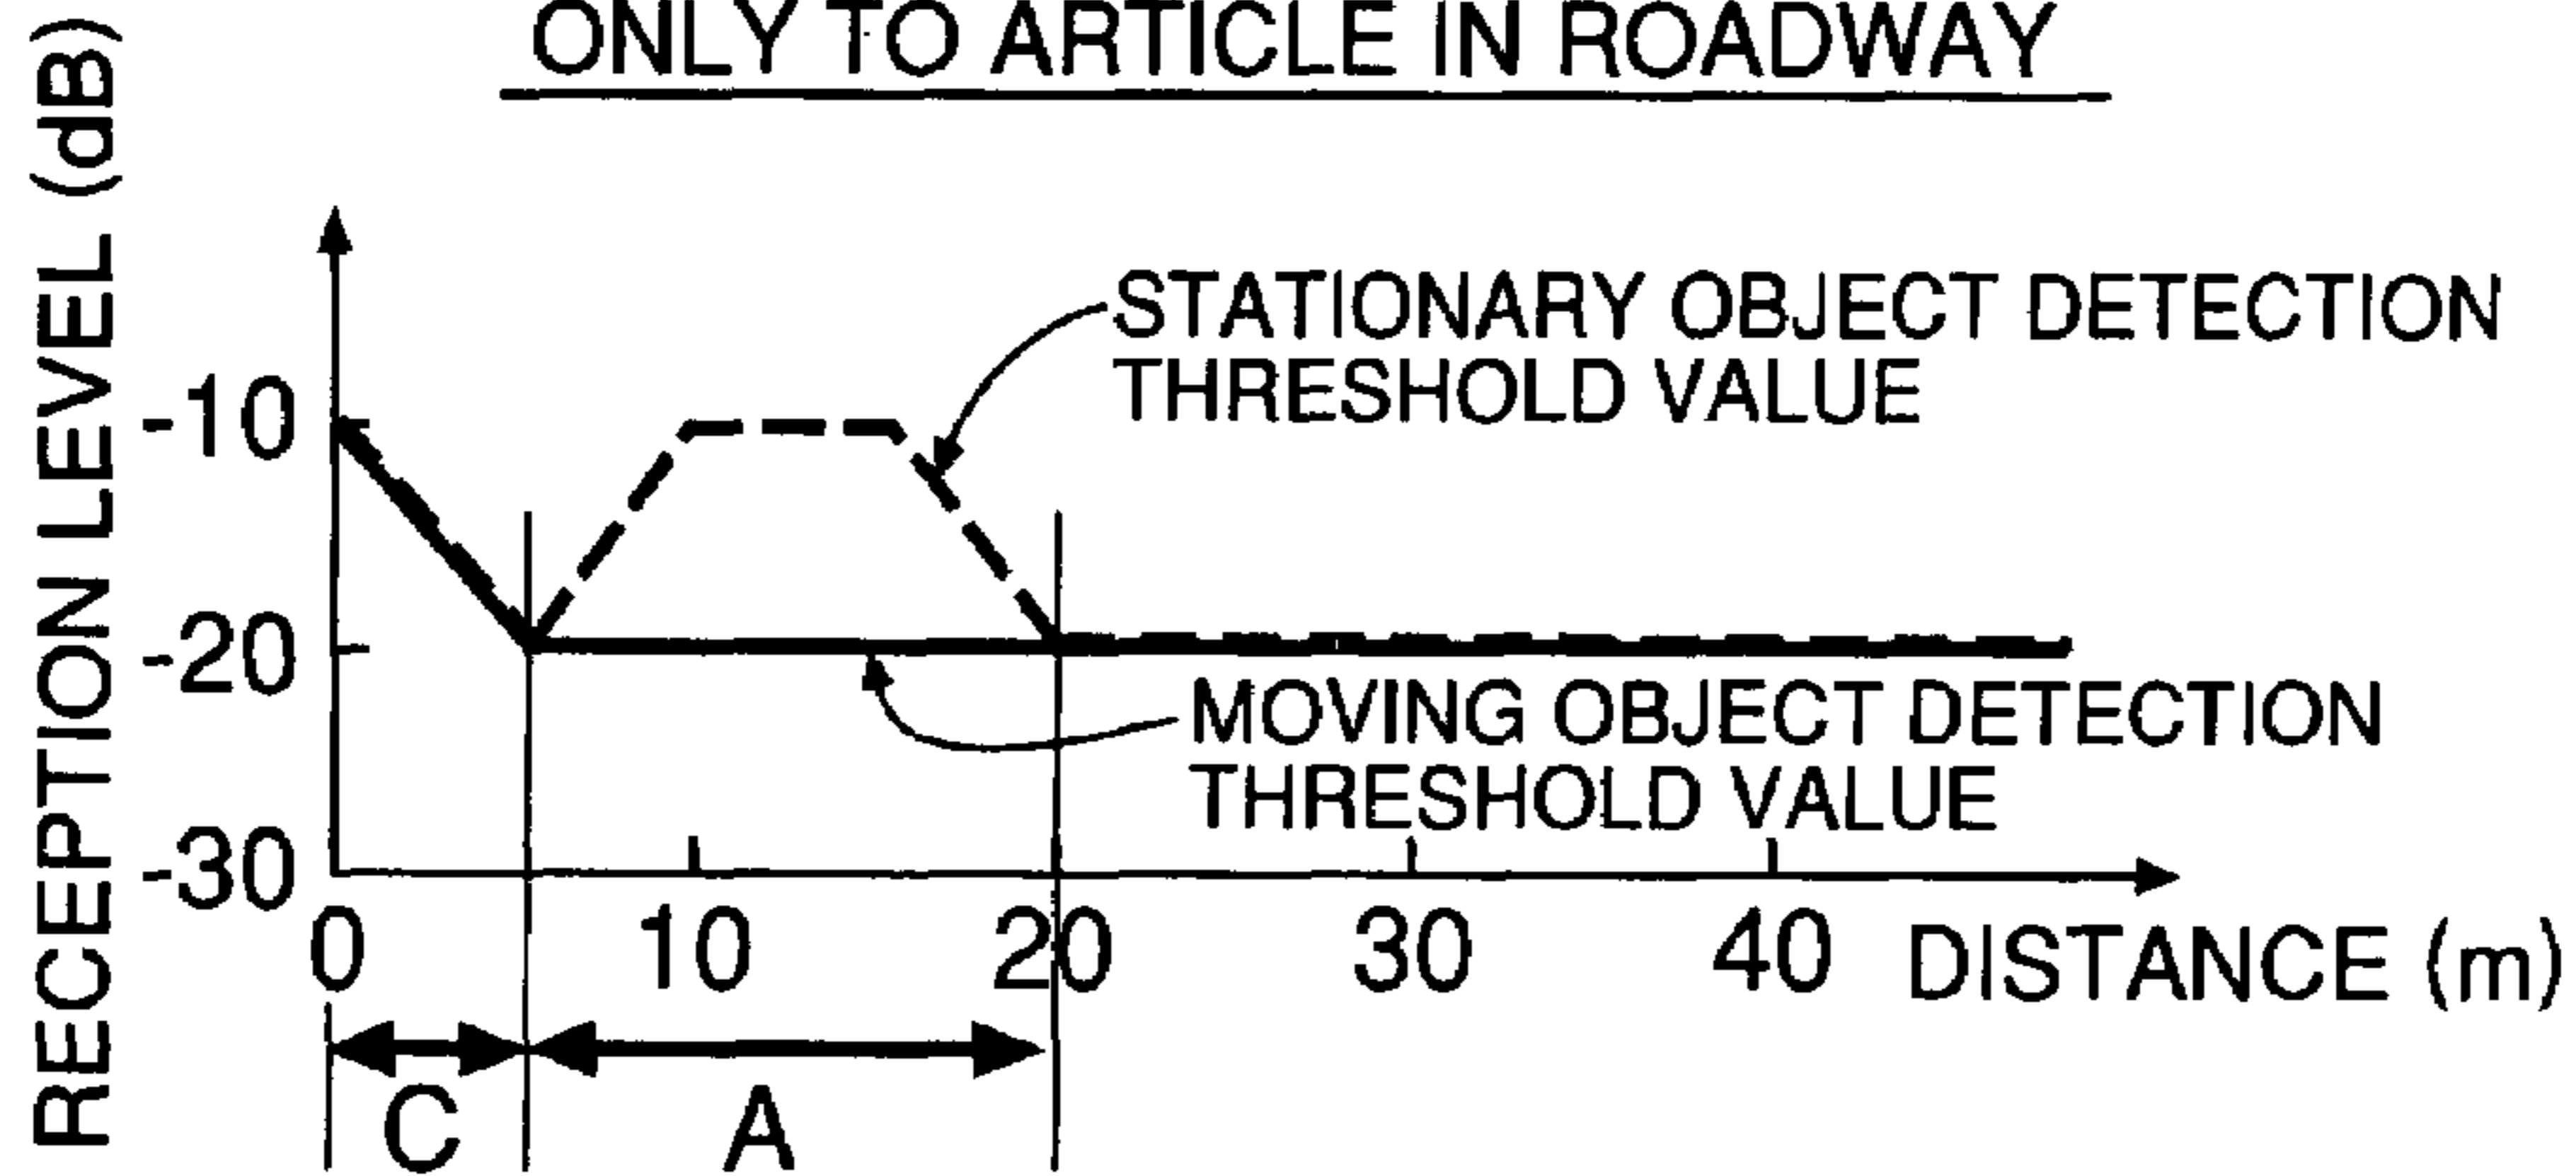 ONLY TO ARTICLE IN ROADWAY
RECEPTION LEVEL (dB)
STATIONARY OBJECT DETECTION
THRESHOLD VALUE
-10
-20
MOVING OBJECT DETECTION
THRESHOLD VALUE
-30
0 10 20 30 40 DISTANCE (m)
C A